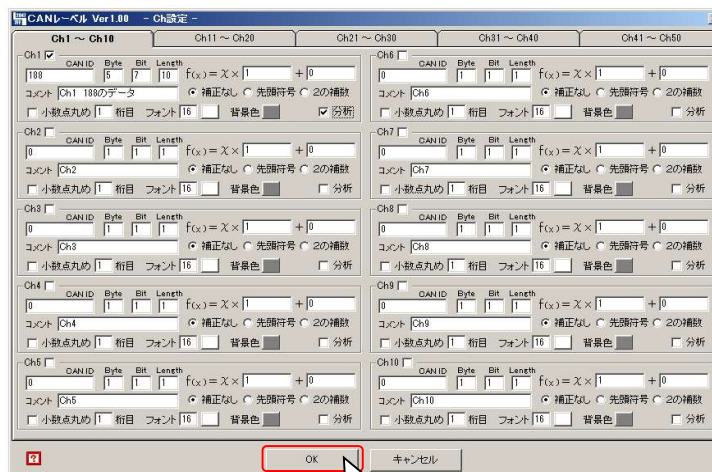 CANレーベル Ver1.00 - Ch設定 -
Ch1 ～ Ch10 Ch11 ～ Ch20 Ch21 ～ Ch30 Ch31 ～ Ch40 Ch41 ～ Ch50
Ch1
CAN ID Byte Bit Length
188 5 7 10 f(x)=χ× 1 + 0
コメント Ch1 188のデータ 補正なし 先頭符号 2の補数
小数点丸め 1 桁目 フォント 16 背景色 分析
Ch2
CAN ID Byte Bit Length
0 1 1 1 f(x)=χ× 1 + 0
コメント Ch2 補正なし 先頭符号 2の補数
小数点丸め 1 桁目 フォント 16 背景色 分析
Ch3
CAN ID Byte Bit Length
0 1 1 1 f(x)=χ× 1 + 0
コメント Ch3 補正なし 先頭符号 2の補数
小数点丸め 1 桁目 フォント 16 背景色 分析
Ch4
CAN ID Byte Bit Length
0 1 1 1 f(x)=χ× 1 + 0
コメント Ch4 補正なし 先頭符号 2の補数
小数点丸め 1 桁目 フォント 16 背景色 分析
Ch5
CAN ID Byte Bit Length
0 1 1 1 f(x)=χ× 1 + 0
コメント Ch5 補正なし 先頭符号 2の補数
小数点丸め 1 桁目 フォント 16 背景色 分析
Ch6
CAN ID Byte Bit Length
0 1 1 1 f(x)=χ× 1 + 0
コメント Ch6 補正なし 先頭符号 2の補数
小数点丸め 1 桁目 フォント 16 背景色 分析
Ch7
CAN ID Byte Bit Length
0 1 1 1 f(x)=χ× 1 + 0
コメント Ch7 補正なし 先頭符号 2の補数
小数点丸め 1 桁目 フォント 16 背景色 分析
Ch8
CAN ID Byte Bit Length
0 1 1 1 f(x)=χ× 1 + 0
コメント Ch8 補正なし 先頭符号 2の補数
小数点丸め 1 桁目 フォント 16 背景色 分析
Ch9
CAN ID Byte Bit Length
0 1 1 1 f(x)=χ× 1 + 0
コメント Ch9 補正なし 先頭符号 2の補数
小数点丸め 1 桁目 フォント 16 背景色 分析
Ch10
CAN ID Byte Bit Length
0 1 1 1 f(x)=χ× 1 + 0
コメント Ch10 補正なし 先頭符号 2の補数
小数点丸め 1 桁目 フォント 16 背景色 分析
? OK キャンセル